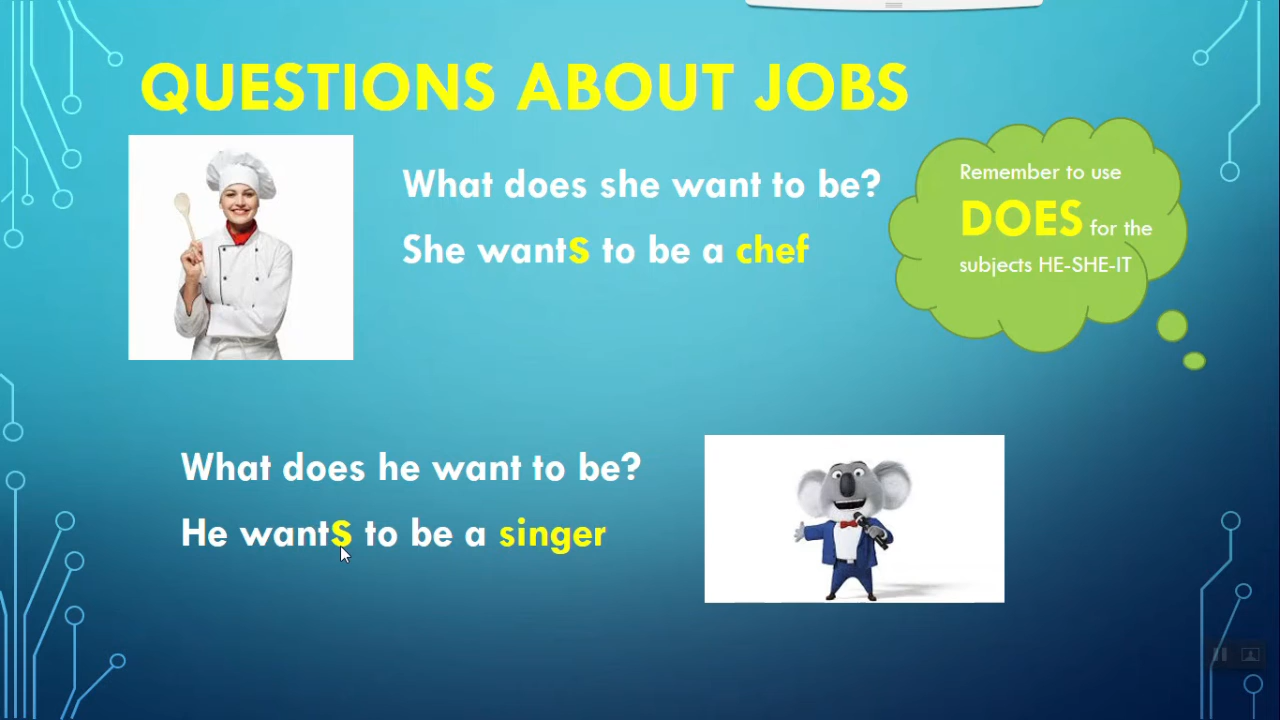 QUESTIONS ABOUT JOBS
What does she want to be?
She wantS to be a chef
Remember to use
DOES for the
subjects HE-SHE-IT
What does he want to be?
He wantS to be a singer